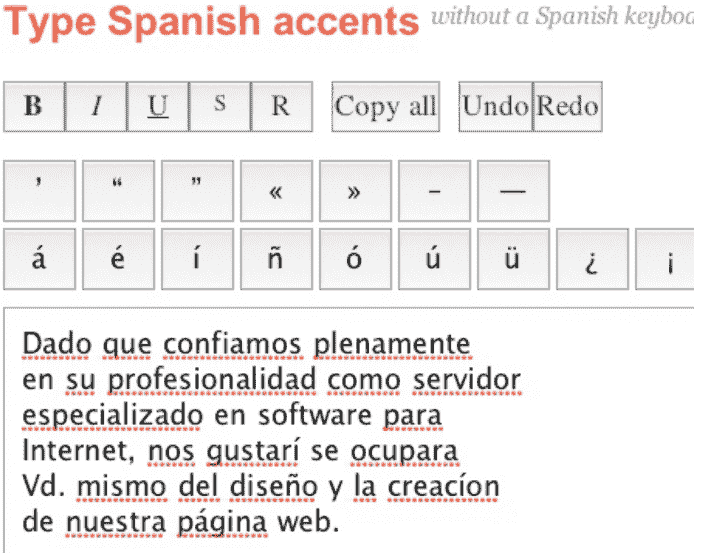 Type Spanish accents without a Spanish
B I U S R Copy all Undo Redo
’ “ ” « » – —
á é í ñ ó ú ü ¿ ¡
Dado que confiamos plenamente
en su profesionalidad como servidor
especializado en software para
Internet, nos gustarí se ocupara
Vd. mismo del diseño y la creacíon
de nuestra página web.